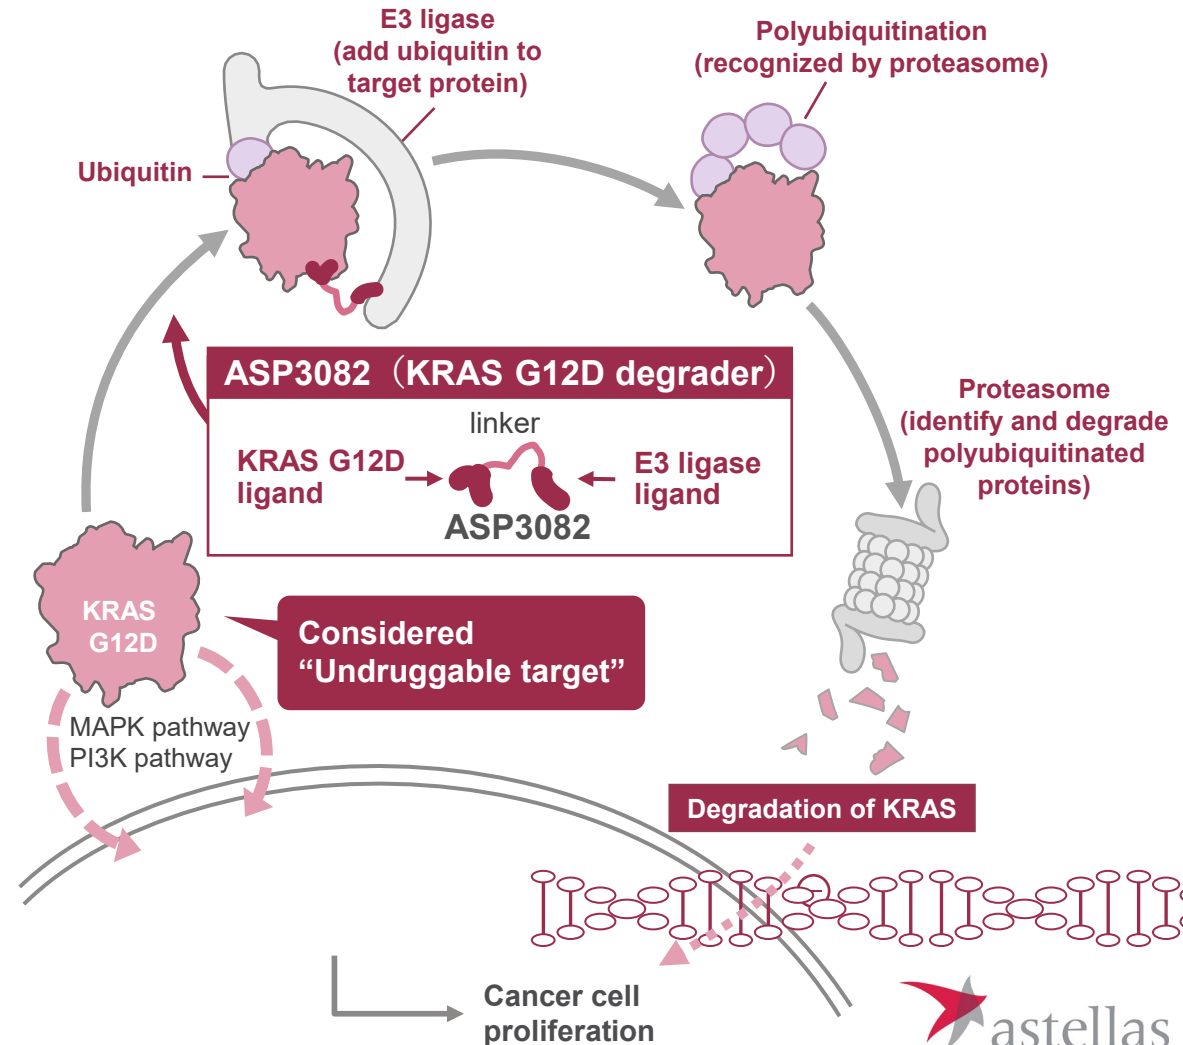 E3 ligase
(add ubiquitin to
target protein)
Polyubiquitination
(recognized by proteasome)
Ubiquitin
ASP3082（KRAS G12D degrader）
linker
KRAS G12D
ligand
E3 ligase
ligand
ASP3082
Proteasome
(identify and degrade
polyubiquitinated
proteins)
KRAS
G12D
Considered
“Undruggable target”
MAPK pathway
PI3K pathway
Degradation of KRAS
Cancer cell
proliferation
astellas